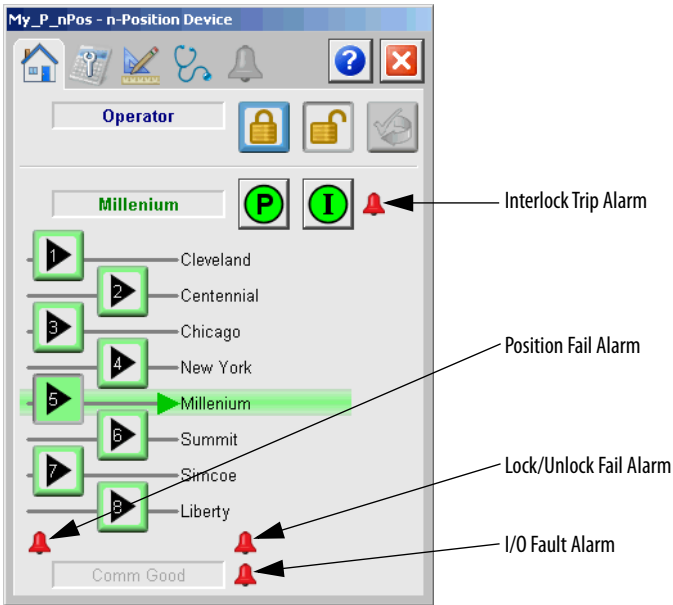 My_P_nPos - n-Position Device
?
Operator
Millenium
P
I
Interlock Trip Alarm
1
Cleveland
2
Centennial
3
Chicago
Position Fail Alarm
4
New York
5
Millenium
6
Summit
7
Simcoe
Lock/Unlock Fail Alarm
8
Liberty
I/O Fault Alarm
Comm Good